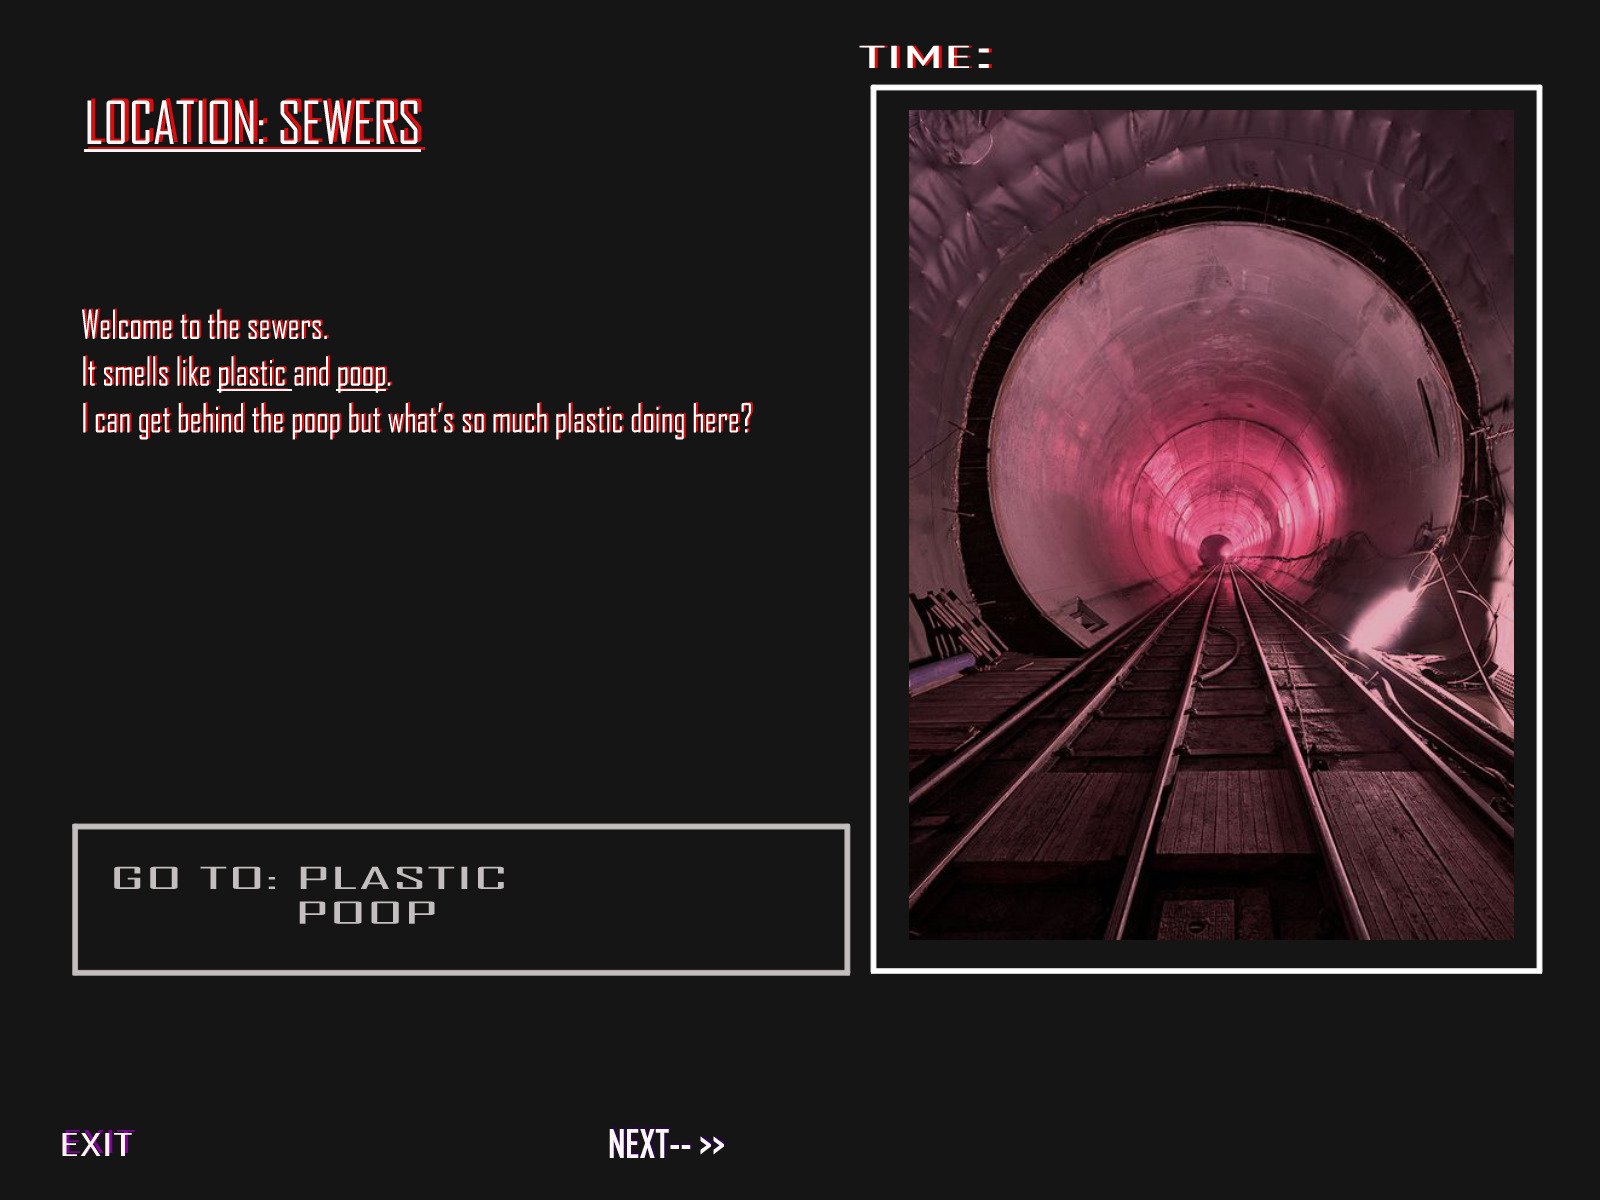 TIME:
LOCATION: SEWERS
Welcome to the sewers.
It smells like plastic and poop.
I can get behind the poop but what's so much plastic doing here?
GO TO: PLASTIC
POOP
EXIT
NEXT-- >>